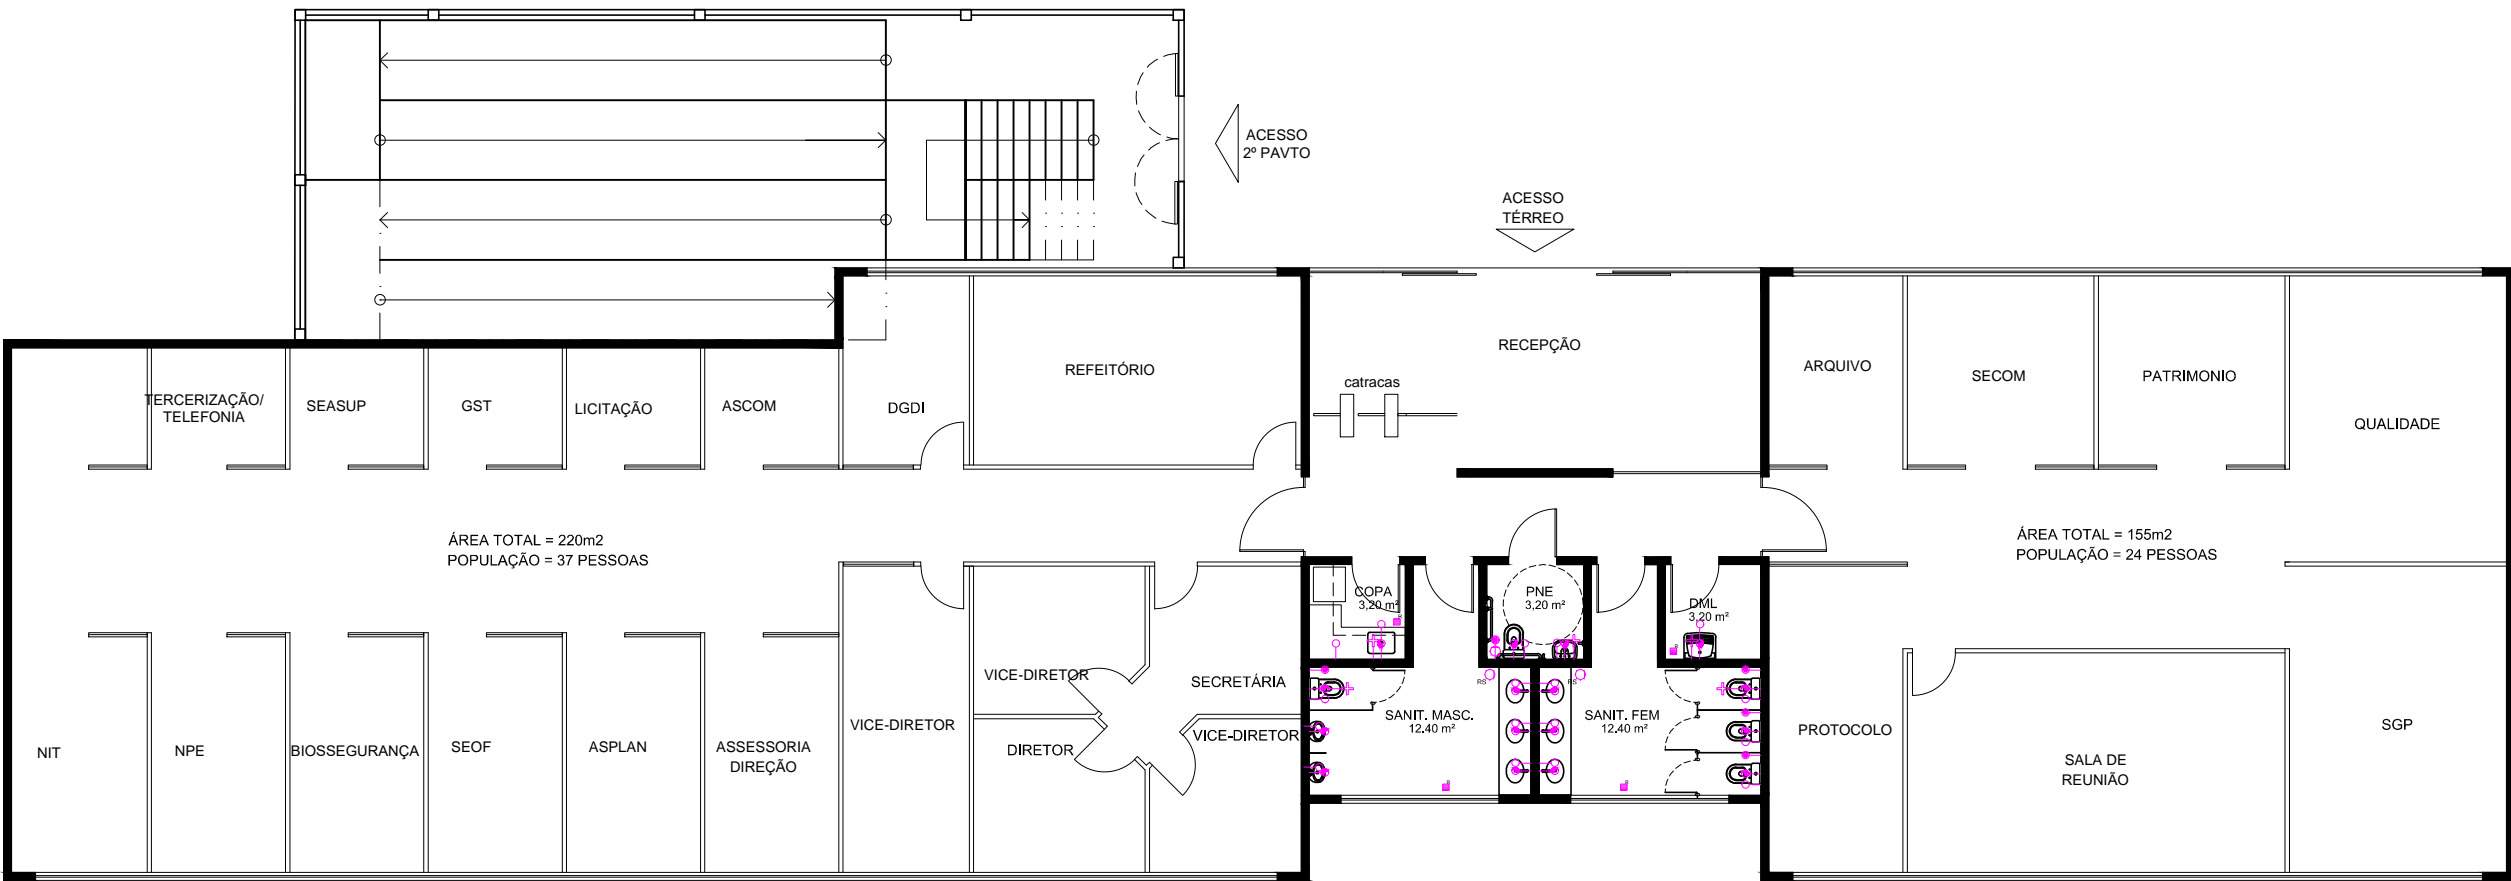 ACESSO
2º PAVTO
ACESSO
TÉRREO
RECEPÇÃO
catracas
REFEITÓRIO
DGDI
ASCOM
LICITAÇÃO
GST
SEASUP
TERCERIZAÇÃO/
TELEFONIA
ARQUIVO
SECOM
PATRIMONIO
QUALIDADE
ÁREA TOTAL = 220m2
POPULAÇÃO = 37 PESSOAS
ÁREA TOTAL = 155m2
POPULAÇÃO = 24 PESSOAS
COPA
3,20 m²
PNE
3,20 m²
DML
3,20 m²
RS
RS
SANIT. MASC.
12.40 m²
SANIT. FEM
12.40 m²
NIT
NPE
BIOSSEGURANÇA
SEOF
ASPLAN
ASSESSORIA
DIREÇÃO
VICE-DIRETOR
VICE-DIRETOR
DIRETOR
SECRETÁRIA
VICE-DIRETOR
PROTOCOLO
SALA DE
REUNIÃO
SGP